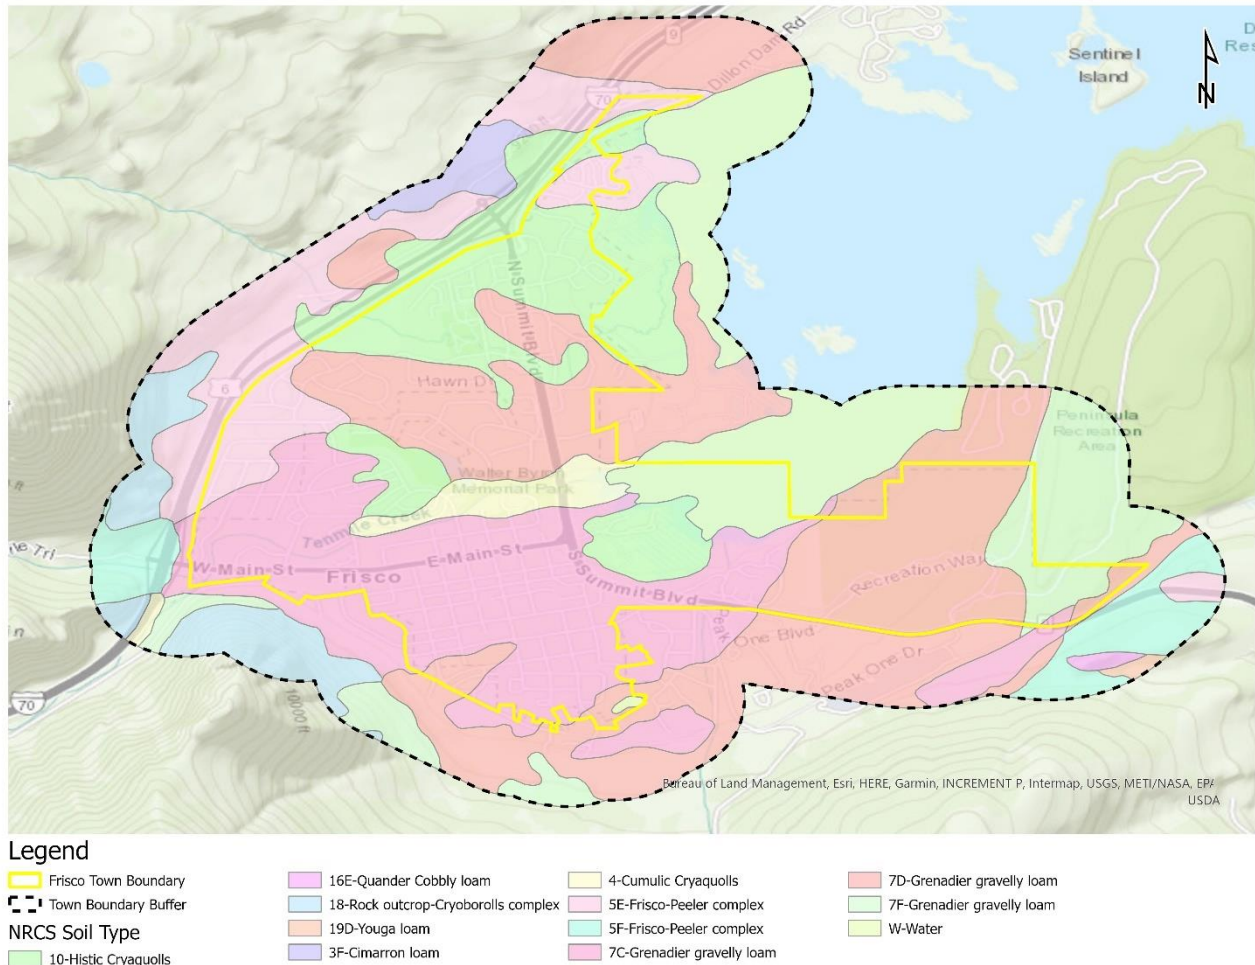 9
Dillon Dam Rd
Sentinel
Island
D
Res
N
70
N Summit Blvd
6
Hawn Dr
Peninsula
Recreation
Area
Walter Byron
Memorial Park
Tenmile Creek
E Main St
W Main St
Frisco
S Summit Blvd
Recreation Way
le Trl
Peak One Blvd
9
Peak One Dr
70
10000 ft
Bureau of Land Management, Esri, HERE, Garmin, INCREMENT P, Intermap, USGS, METI/NASA, EPA
USDA
Legend
Frisco Town Boundary
Town Boundary Buffer
NRCS Soil Type
10-Histic Cryaquolls
16E-Quander Cobbly loam
18-Rock outcrop-Cryoborolls complex
19D-Youga loam
3F-Cimarron loam
4-Cumulic Cryaquolls
5E-Frisco-Peeler complex
5F-Frisco-Peeler complex
7C-Grenadier gravelly loam
7D-Grenadier gravelly loam
7F-Grenadier gravelly loam
W-Water